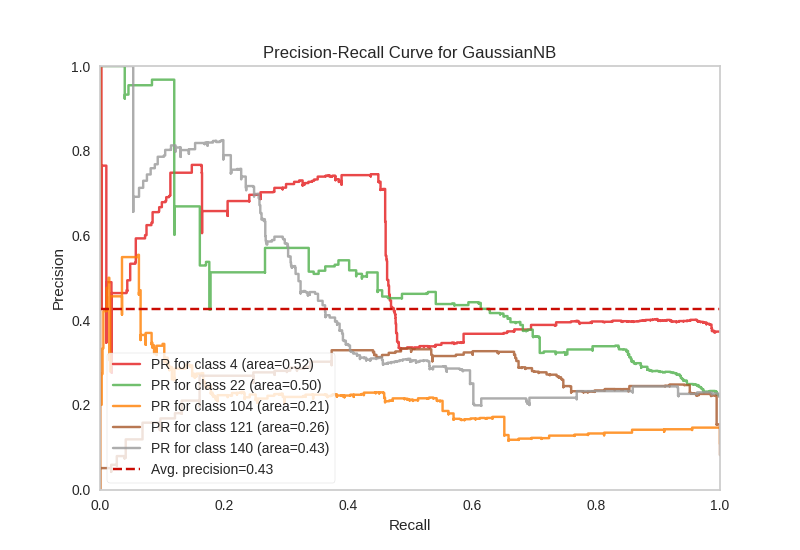 Precision-Recall Curve for GaussianNB
1.0
0.8
0.6
0.4
0.2
0.0
Precision
PR for class 4 (area=0.52)
PR for class 22 (area=0.50)
PR for class 104 (area=0.21)
PR for class 121 (area=0.26)
PR for class 140 (area=0.43)
Avg. precision=0.43
0.0 0.2 0.4 0.6 0.8 1.0
Recall